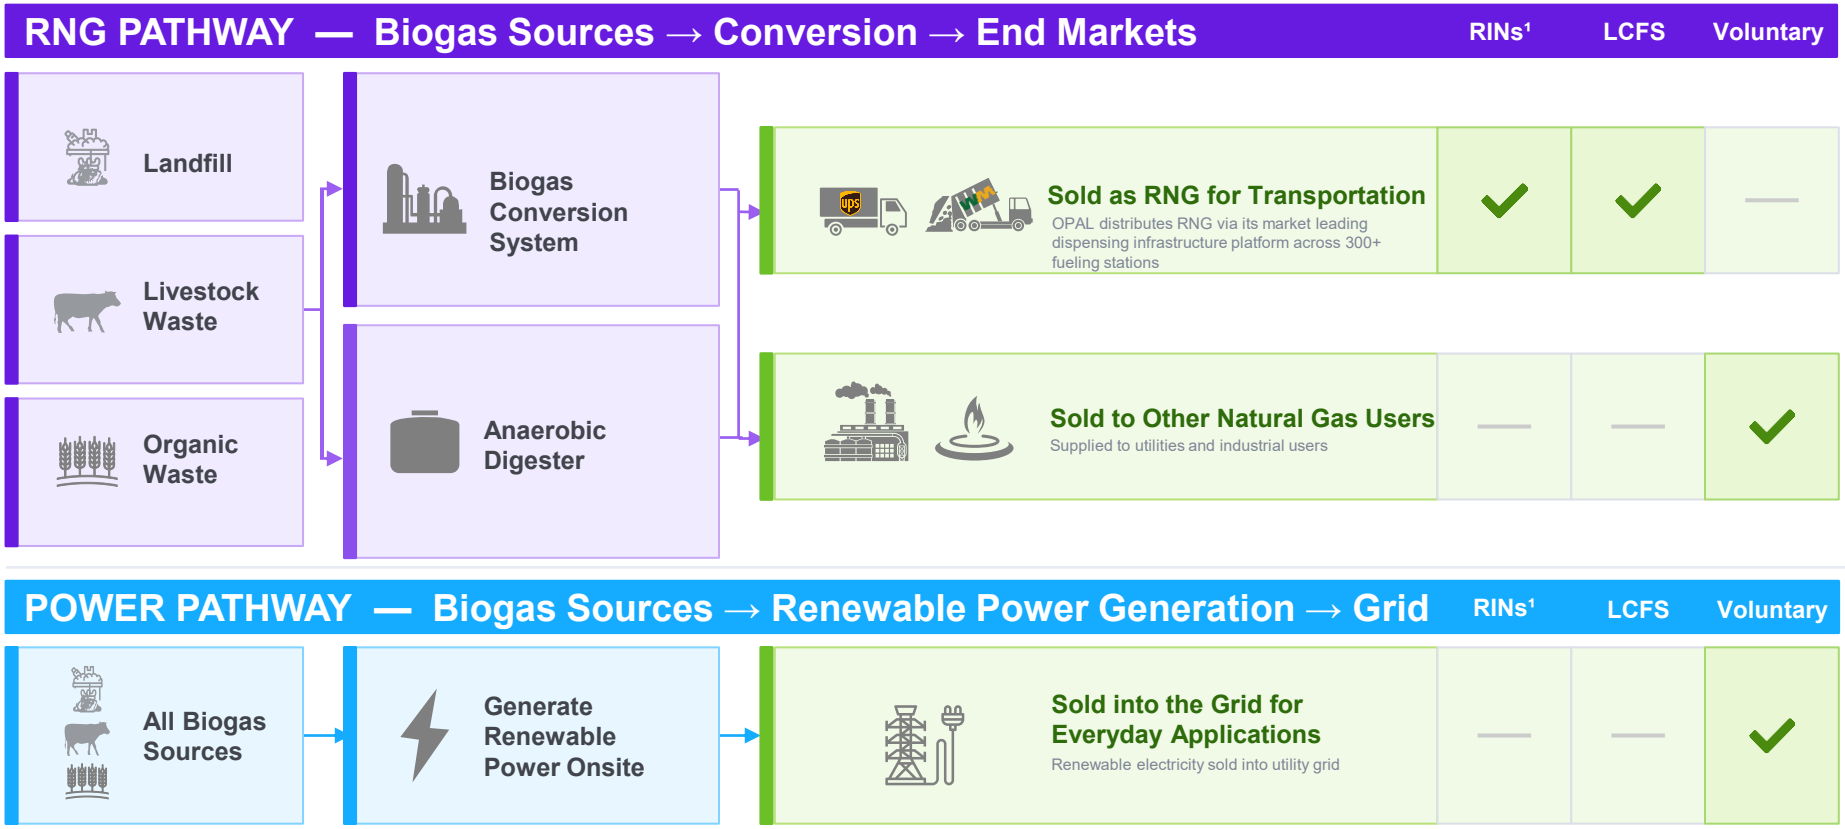 RNG PATHWAY — Biogas Sources → Conversion → End Markets
RINs¹
LCFS
Voluntary
Landfill
Livestock
Waste
Organic
Waste
Biogas
Conversion
System
Anaerobic
Digester
ups
WM
Sold as RNG for Transportation
OPAL distributes RNG via its market leading
dispensing infrastructure platform across 300+
fueling stations
Sold to Other Natural Gas Users
Supplied to utilities and industrial users
POWER PATHWAY — Biogas Sources → Renewable Power Generation → Grid
RINs¹
LCFS
Voluntary
All Biogas
Sources
Generate
Renewable
Power Onsite
Sold into the Grid for
Everyday Applications
Renewable electricity sold into utility grid